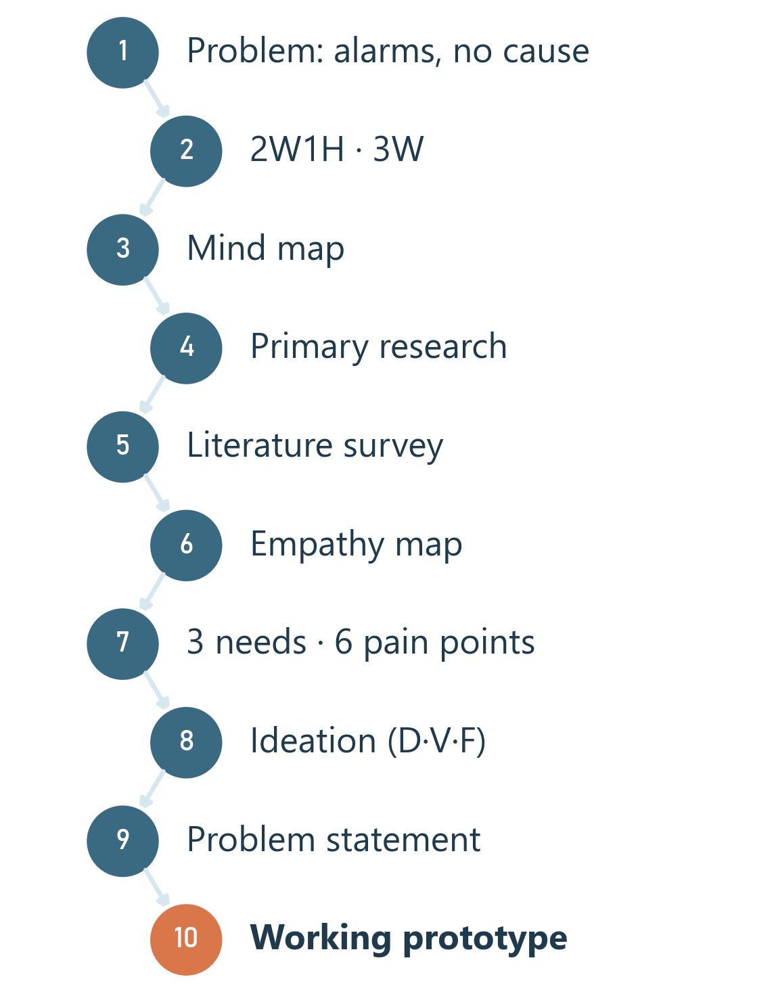 1 Problem: alarms, no cause
2 2W1H · 3W
3 Mind map
4 Primary research
5 Literature survey
6 Empathy map
7 3 needs · 6 pain points
8 Ideation (D·V·F)
9 Problem statement
10 Working prototype